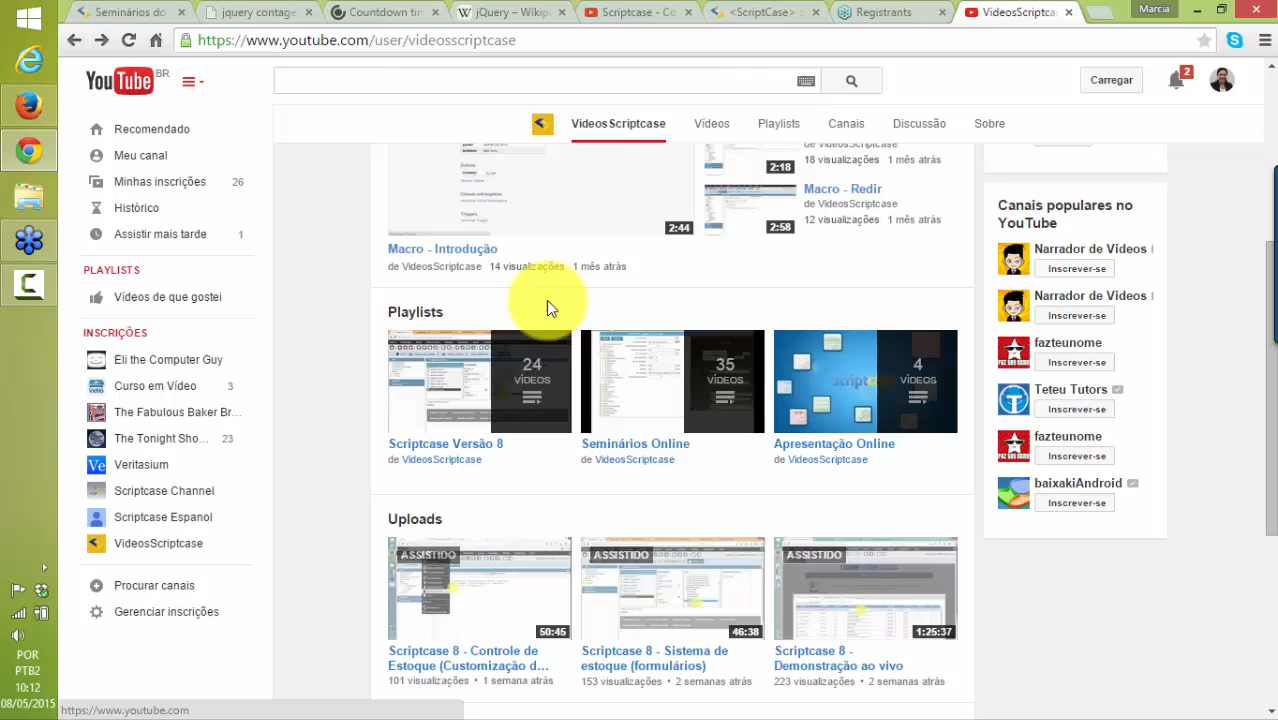 Seminários do
jquery contage
Countdown tim
jQuery – Wikip
Scriptcase - Co
<ScriptCase>
Registrants
VídeosScriptca
Marcia
https://www.youtube.com/user/videosscriptcase
YouTube BR
Carregar
2
VideosScriptcase
Vídeos
Playlists
Canais
Discussão
Sobre
Recomendado
Meu canal
Minhas inscrições 26
Histórico
Assistir mais tarde 1
PLAYLISTS
Vídeos de que gostei
INSCRIÇÕES
Eli the Computer Guy
Curso em Vídeo 3
The Fabulous Baker Br...
The Tonight Sho... 23
Veritasium
Scriptcase Channel
Scriptcase Espanol
VideosScriptcase
Procurar canais
Gerenciar inscrições
2:44
Macro - Introdução
de VideosScriptcase 14 visualizações 1 mês atrás
2:18
18 visualizações 1 mês atrás
2:58
Macro - Redir
de VideosScriptcase
12 visualizações 1 mês atrás
Playlists
24
VÍDEOS
Scriptcase Versão 8
de VideosScriptcase
35
VÍDEOS
Seminários Online
de VideosScriptcase
4
VÍDEOS
Apresentação Online
de VideosScriptcase
Uploads
ASSISTIDO
50:45
Scriptcase 8 - Controle de
Estoque (Customização d...
101 visualizações • 1 semana atrás
ASSISTIDO
46:38
Scriptcase 8 - Sistema de
estoque (formulários)
153 visualizações • 2 semanas atrás
ASSISTIDO
1:25:37
Scriptcase 8 -
Demonstração ao vivo
223 visualizações • 2 semanas atrás
Canais populares no
YouTube
Narrador de Videos
Inscrever-se
Narrador de Videos
Inscrever-se
fazteunome
Inscrever-se
Teteu Tutors
Inscrever-se
fazteunome
Inscrever-se
baixakiAndroid
Inscrever-se
POR
PTB2
10:12
08/05/2015
https://www.youtube.com